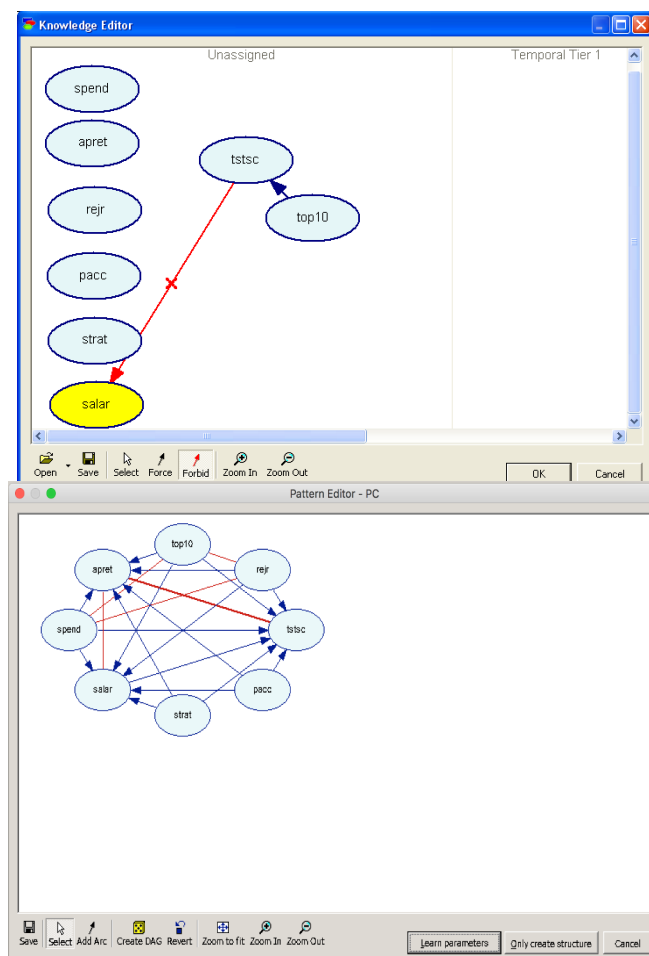 Knowledge Editor
Unassigned Temporal Tier 1
spend
apret
tstsc
rejr
top10
pacc
strat
salar
Open Save Select Force Forbid Zoom In Zoom Out OK Cancel
Pattern Editor - PC
top10
apret rejr
spend tstsc
salar pacc
strat
Save Select Add Arc Create DAG Revert Zoom to fit Zoom In Zoom Out Learn parameters Only create structure Cancel